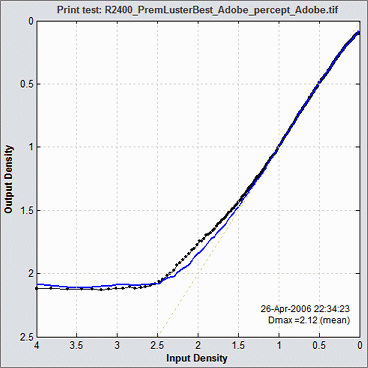 Print test: R2400_PremLusterBest_Adobe_percept_Adobe.tif
Output Density
0
0.5
1
1.5
2
2.5
26-Apr-2006 22:34:23
Dmax =2.12 (mean)
4 3.5 3 2.5 2 1.5 1 0.5 0
Input Density